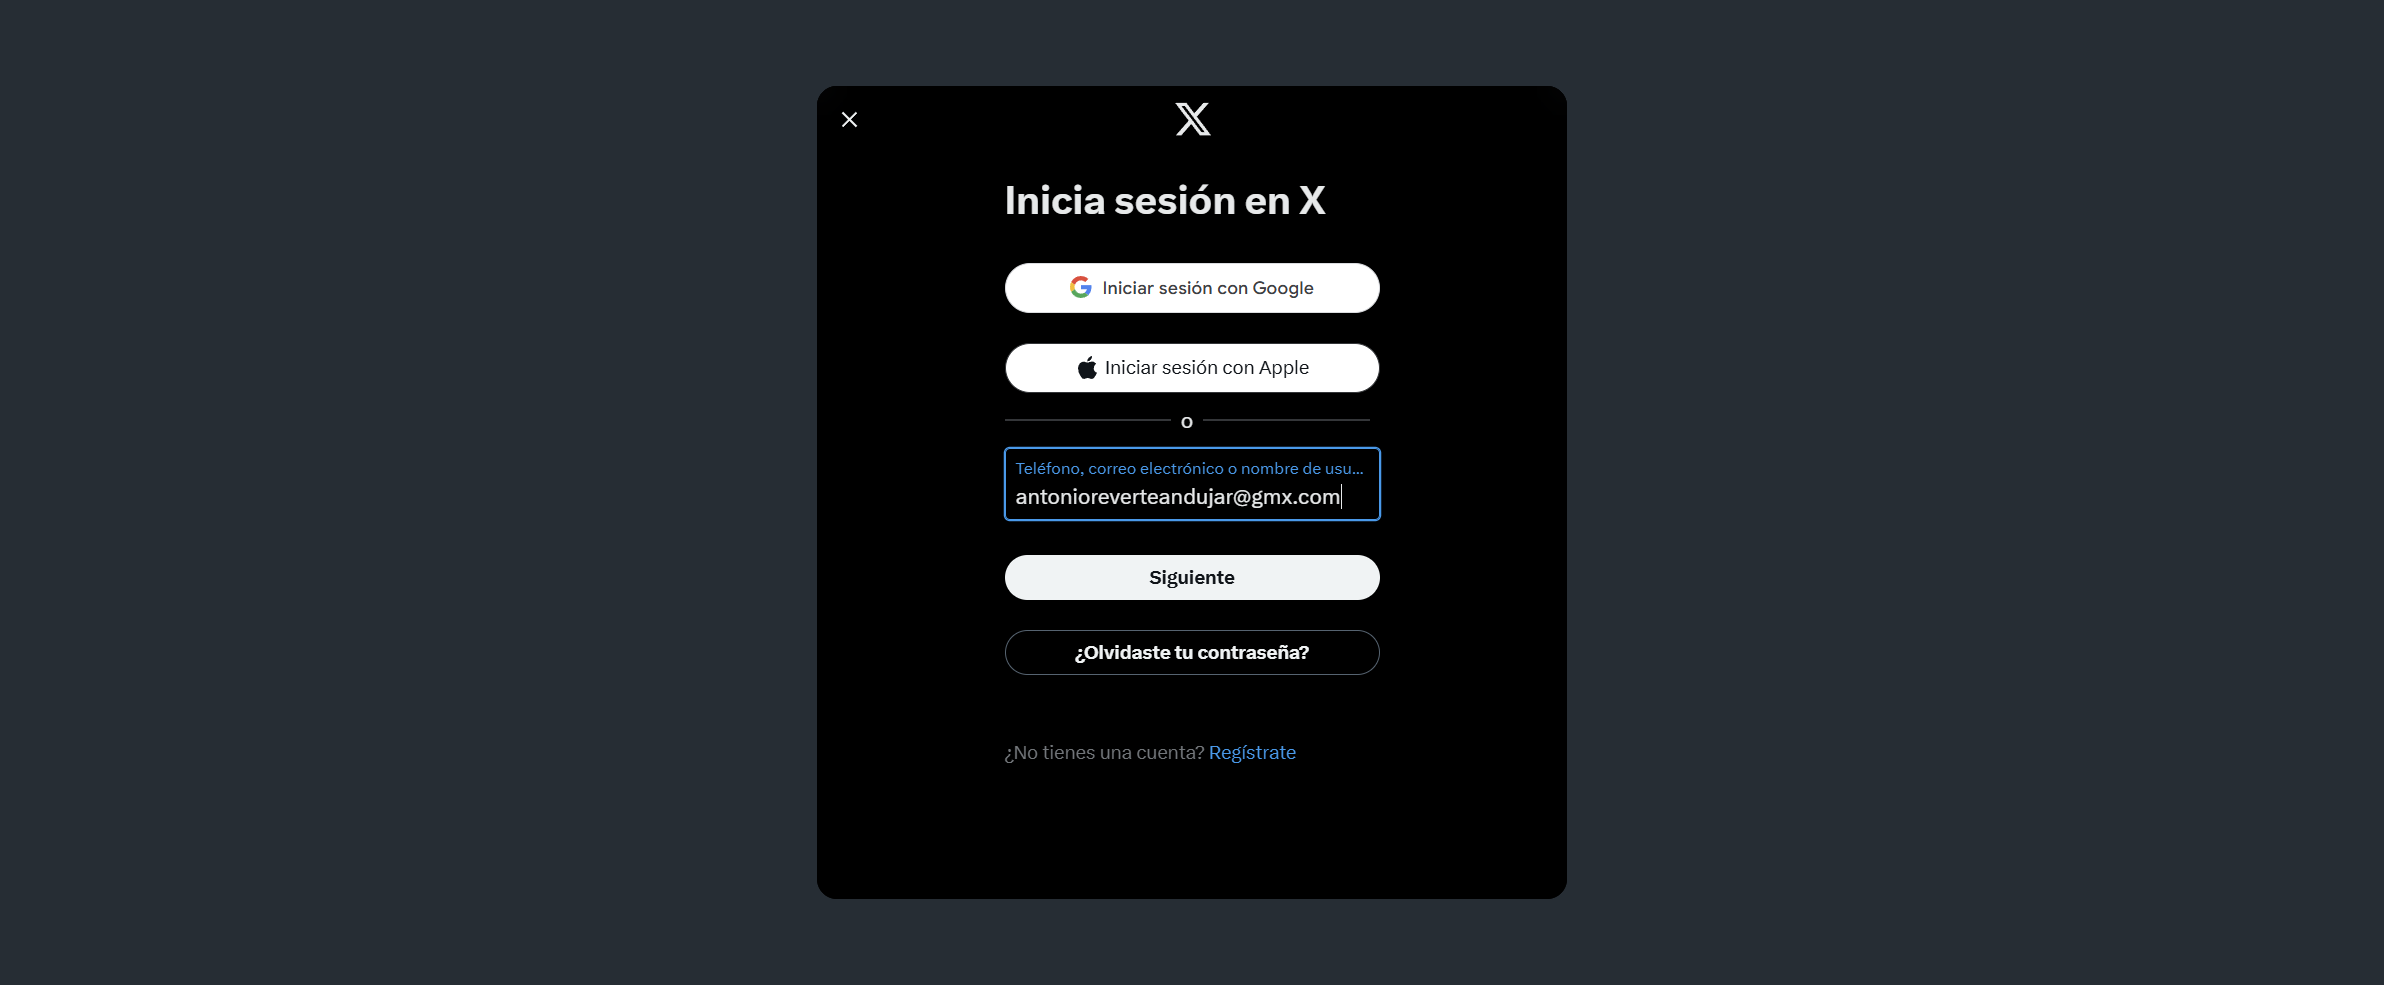 Inicia sesión en X
Iniciar sesión con Google
Iniciar sesión con Apple
o
Teléfono, correo electrónico o nombre de usu...
antonioreverteandujar@gmx.com
Siguiente
¿Olvidaste tu contraseña?
¿No tienes una cuenta? Regístrate